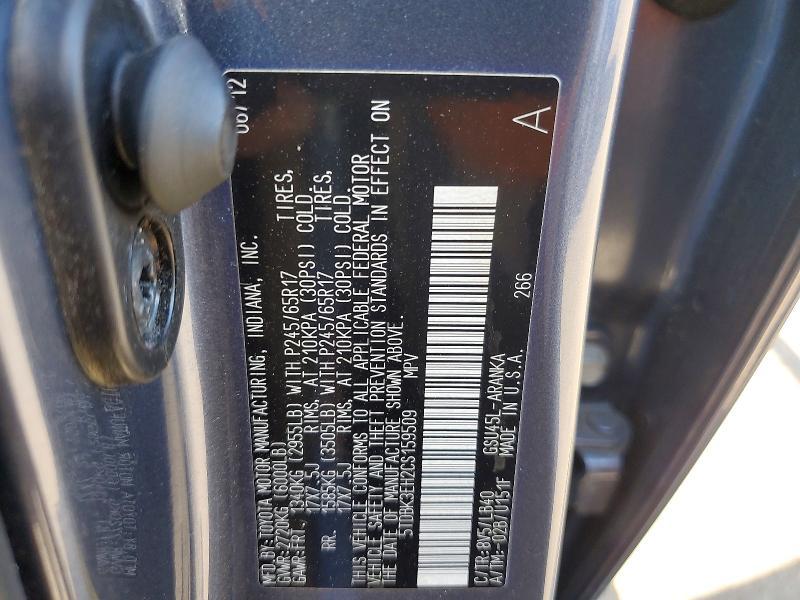 MFD.BY:TOYOTA MOTOR MANUFACTURING, INDIANA, INC. 08/12
GVWR:2720KG (6000LB)
GAWR:FRT. 1340KG (2955LB) WITH P245/65R17 TIRES,
17X7.5J RIMS, AT 210KPA (30PSI) COLD.
RR. 1585KG (3505LB) WITH P245/65R17 TIRES,
17X7.5J RIMS, AT 210KPA (30PSI) COLD.
THIS VEHICLE CONFORMS TO ALL APPLICABLE FEDERAL MOTOR
VEHICLE SAFETY AND THEFT PREVENTION STANDARDS IN EFFECT ON
THE DATE OF MANUFACTURE SHOWN ABOVE.
5TDBK3EH2CS159509 MPV
C/TR:8V5/LB40 GSU45L-ARANKA 266
A/TM:-02B/U151F MADE IN U.S.A.
A